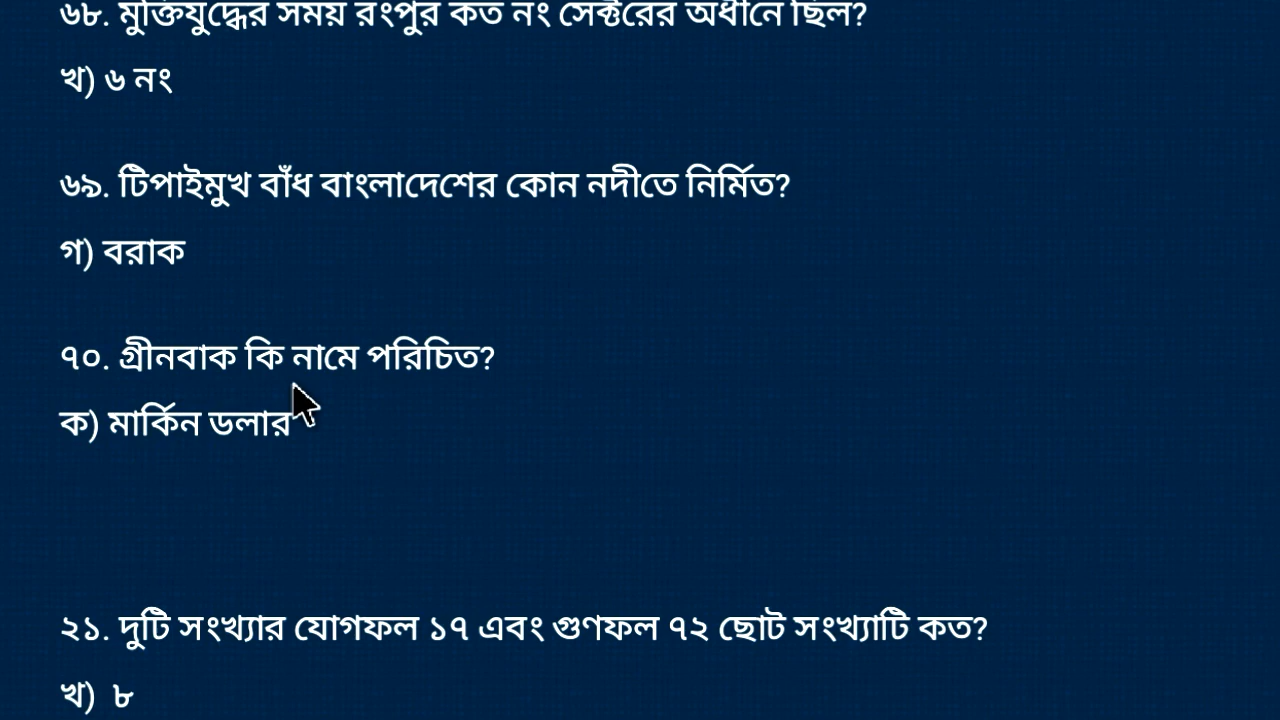 ৬৮. মুক্তিযুদ্ধের সময় রংপুর কত নং সেক্টরের অধীনে ছিল?
খ) ৬ নং
৬৯. টিপাইমুখ বাঁধ বাংলাদেশের কোন নদীতে নির্মিত?
গ) বরাক
৭০. গ্রীনবাক কি নামে পরিচিত?
ক) মার্কিন ডলার
২১. দুটি সংখ্যার যোগফল ১৭ এবং গুণফল ৭২ ছোট সংখ্যাটি কত?
খ) ৮